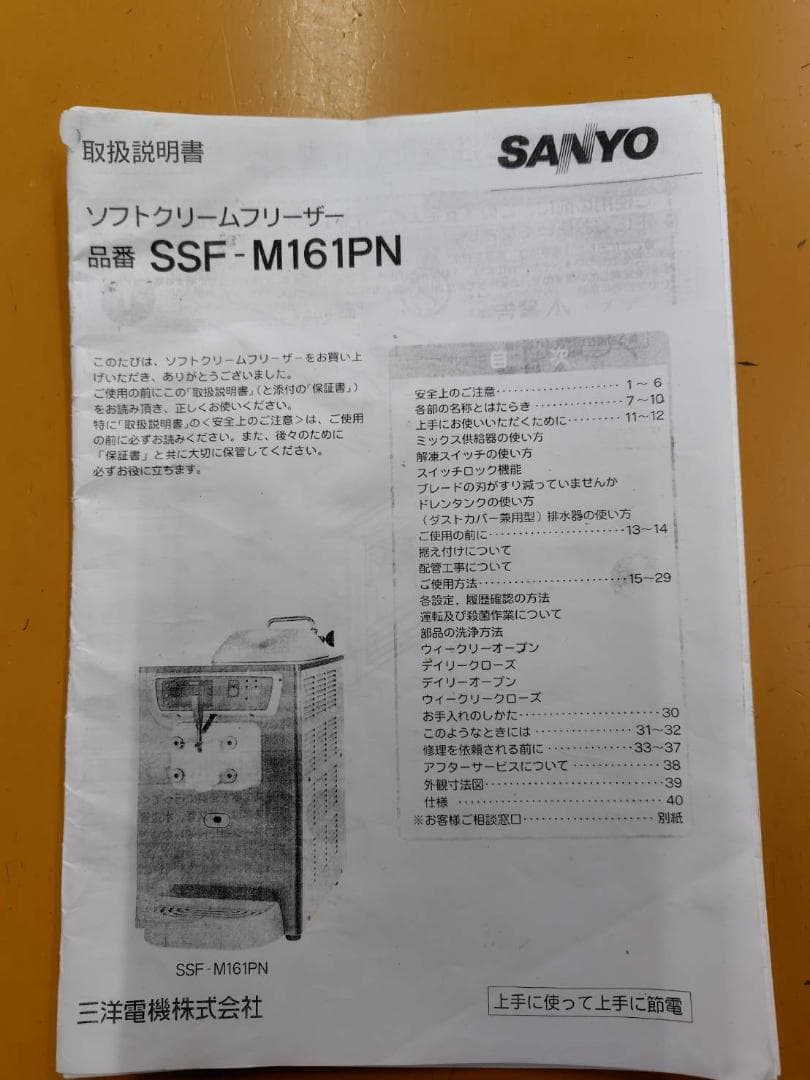 取扱説明書
SANYO
ソフトクリームフリーザー
品番 SSF-M161PN
このたびは、ソフトクリームフリーザーをお買い上
げいただき、ありがとうございました。
ご使用の前にこの「取扱説明書」(と添付の「保証書」)
をお読み頂き、正しくお使いください。
特に「取扱説明書」の<安全上のご注意>は、ご使用
の前に必ずお読みください。また、後々のために
「保証書」と共に大切に保管してください。
必ずお役に立ちます。
目 次
安全上のご注意‥‥‥‥‥‥‥‥‥‥1～6
各部の名称とはたらき‥‥‥‥‥‥‥7～10
上手にお使いいただくために‥‥‥‥11～12
ミックス供給器の使い方
解凍スイッチの使い方
スイッチロック機能
ブレードの刃がすり減っていませんか
ドレンタンクの使い方
(ダストカバー兼用型)排水器の使い方
ご使用の前に‥‥‥‥‥‥‥‥‥‥‥13～14
据え付けについて
配管工事について
ご使用方法‥‥‥‥‥‥‥‥‥‥‥‥15～29
各設定,履歴確認の方法
運転及び殺菌作業について
部品の洗浄方法
ウィークリーオープン
デイリークローズ
デイリーオープン
ウィークリークローズ
お手入れのしかた‥‥‥‥‥‥‥‥‥30
このようなときには‥‥‥‥‥‥‥‥31～32
修理を依頼される前に‥‥‥‥‥‥‥33～37
アフターサービスについて‥‥‥‥‥38
外観寸法図‥‥‥‥‥‥‥‥‥‥‥‥39
仕様‥‥‥‥‥‥‥‥‥‥‥‥‥‥‥40
※お客様ご相談窓口‥‥‥‥‥‥‥‥別紙
SSF-M161PN
三洋電機株式会社
上手に使って上手に節電